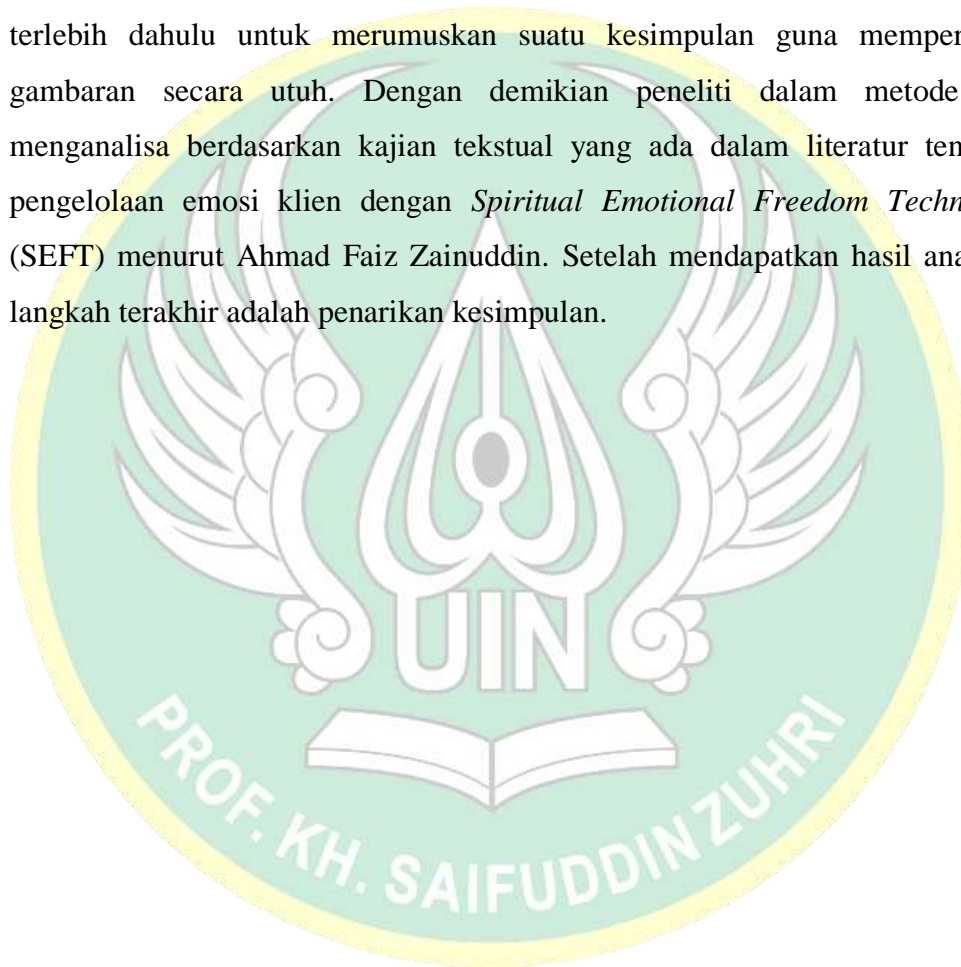 terlebih dahulu untuk merumuskan suatu kesimpulan guna memper
gambaran secara utuh. Dengan demikian peneliti dalam metode
menganalisa berdasarkan kajian tekstual yang ada dalam literatur ten
pengelolaan emosi klien dengan Spiritual Emotional Freedom Techn
(SEFT) menurut Ahmad Faiz Zainuddin. Setelah mendapatkan hasil ana
langkah terakhir adalah penarikan kesimpulan.
UIN
PROF. KH. SAIFUDDIN ZUHRI